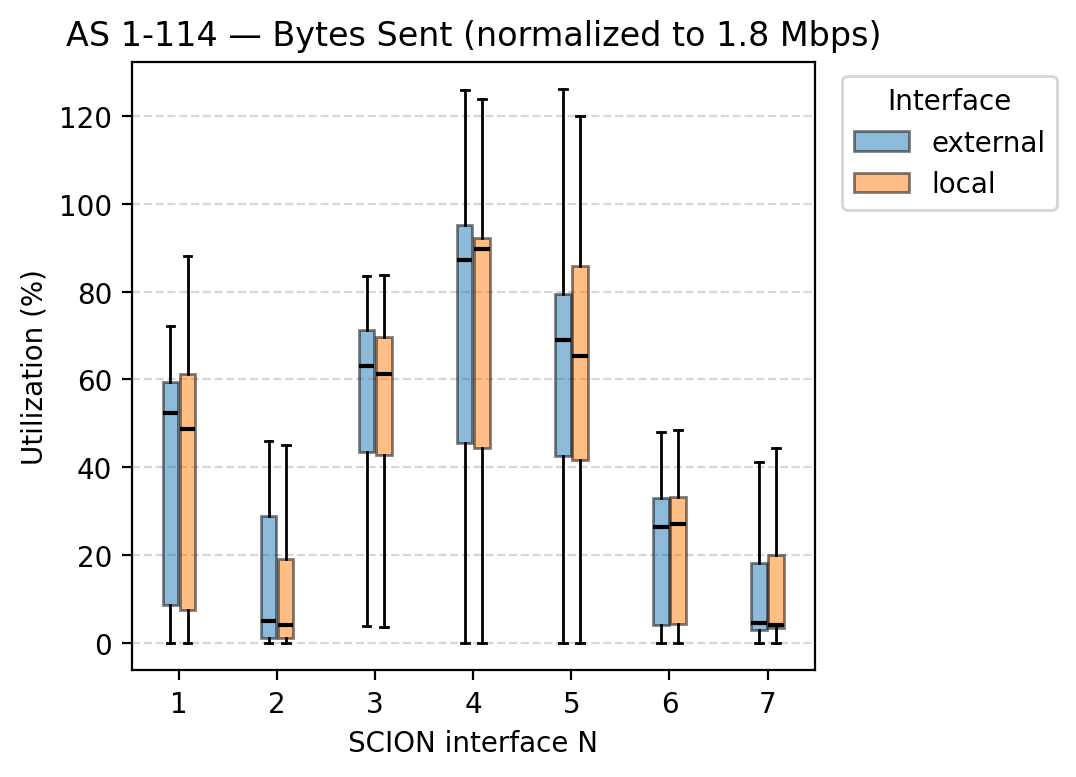 AS 1-114 — Bytes Sent (normalized to 1.8 Mbps)
Interface
external
local
Utilization (%)
120
100
80
60
40
20
0
1 2 3 4 5 6 7
SCION interface N